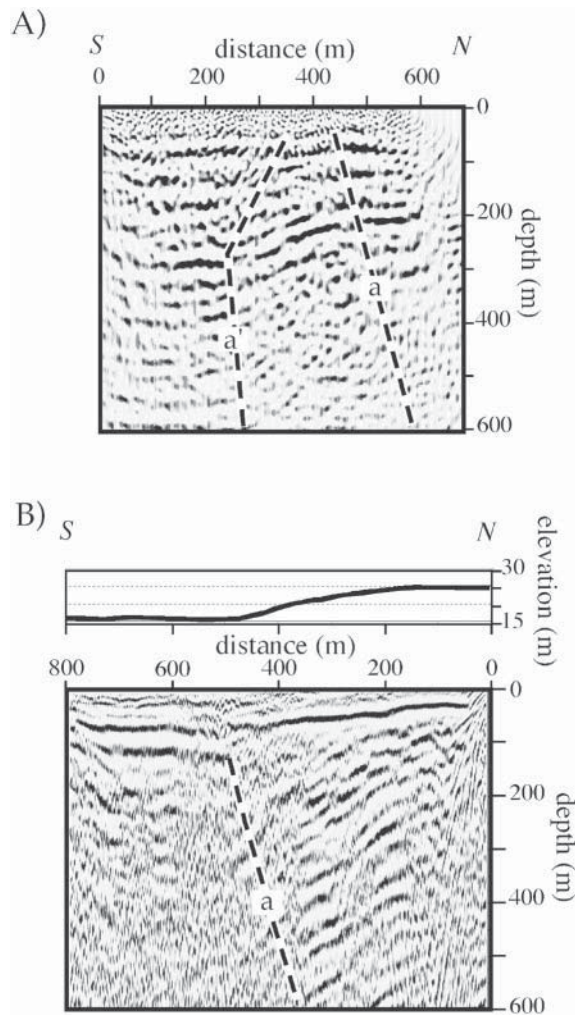 A)
S distance (m) N
0 200 400 600
0
200
400
600
depth (m)
a'
a
B)
S N
30
15
elevation (m)
distance (m)
800 600 400 200 0
0
200
400
600
depth (m)
a